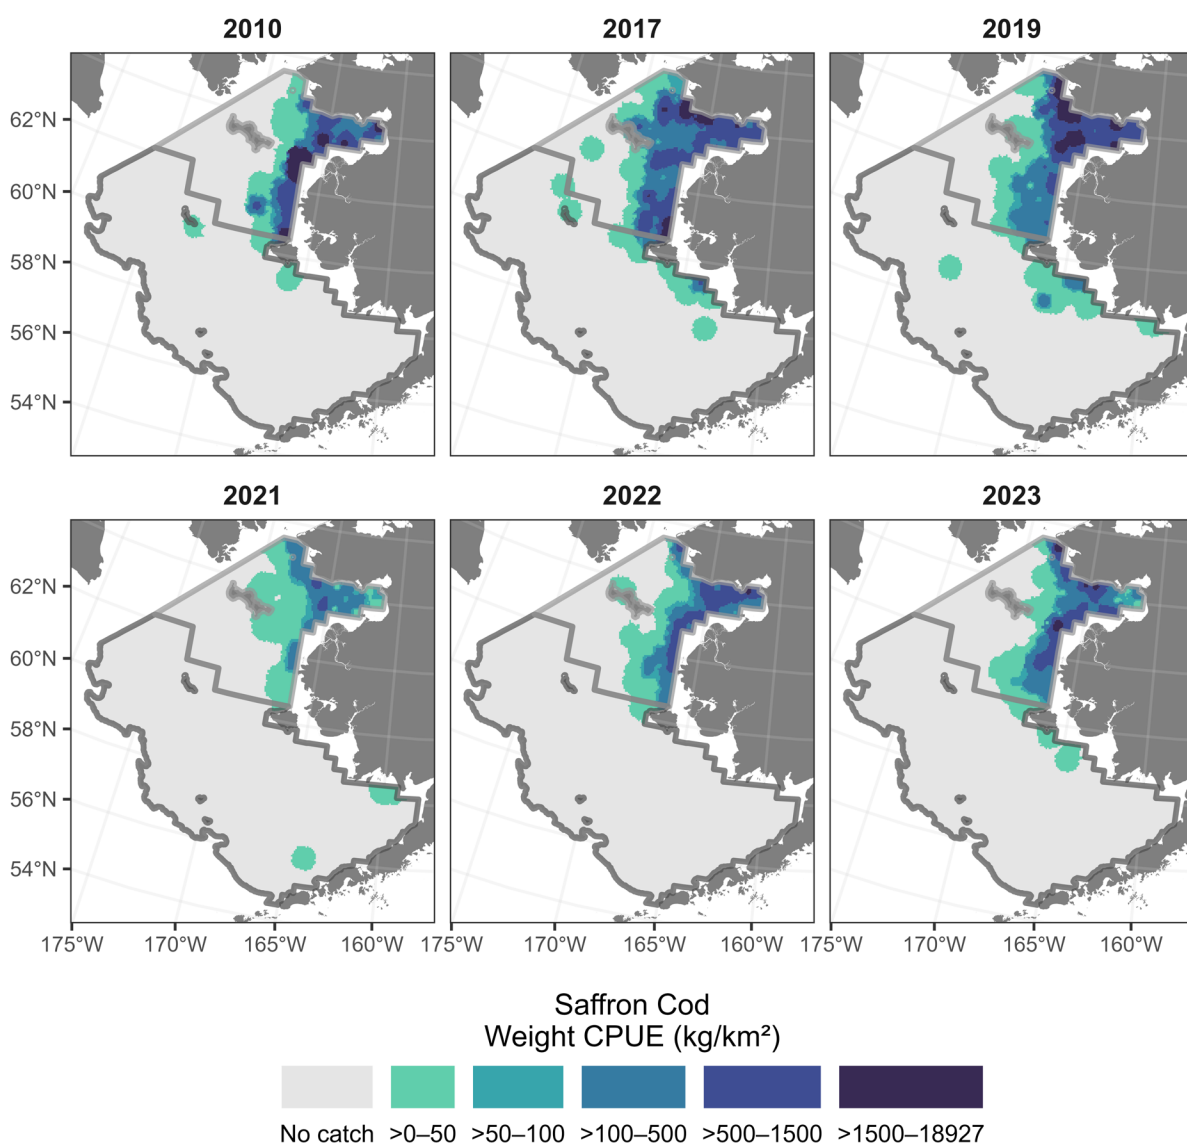 2010 2017 2019
62°N
60°N
58°N
56°N
54°N
2021 2022 2023
62°N
60°N
58°N
56°N
54°N
175°W 170°W 165°W 160°W 175°W 170°W 165°W 160°W 175°W 170°W 165°W 160°W
Saffron Cod
Weight CPUE (kg/km²)
No catch >0–50 >50–100 >100–500 >500–1500 >1500–18927